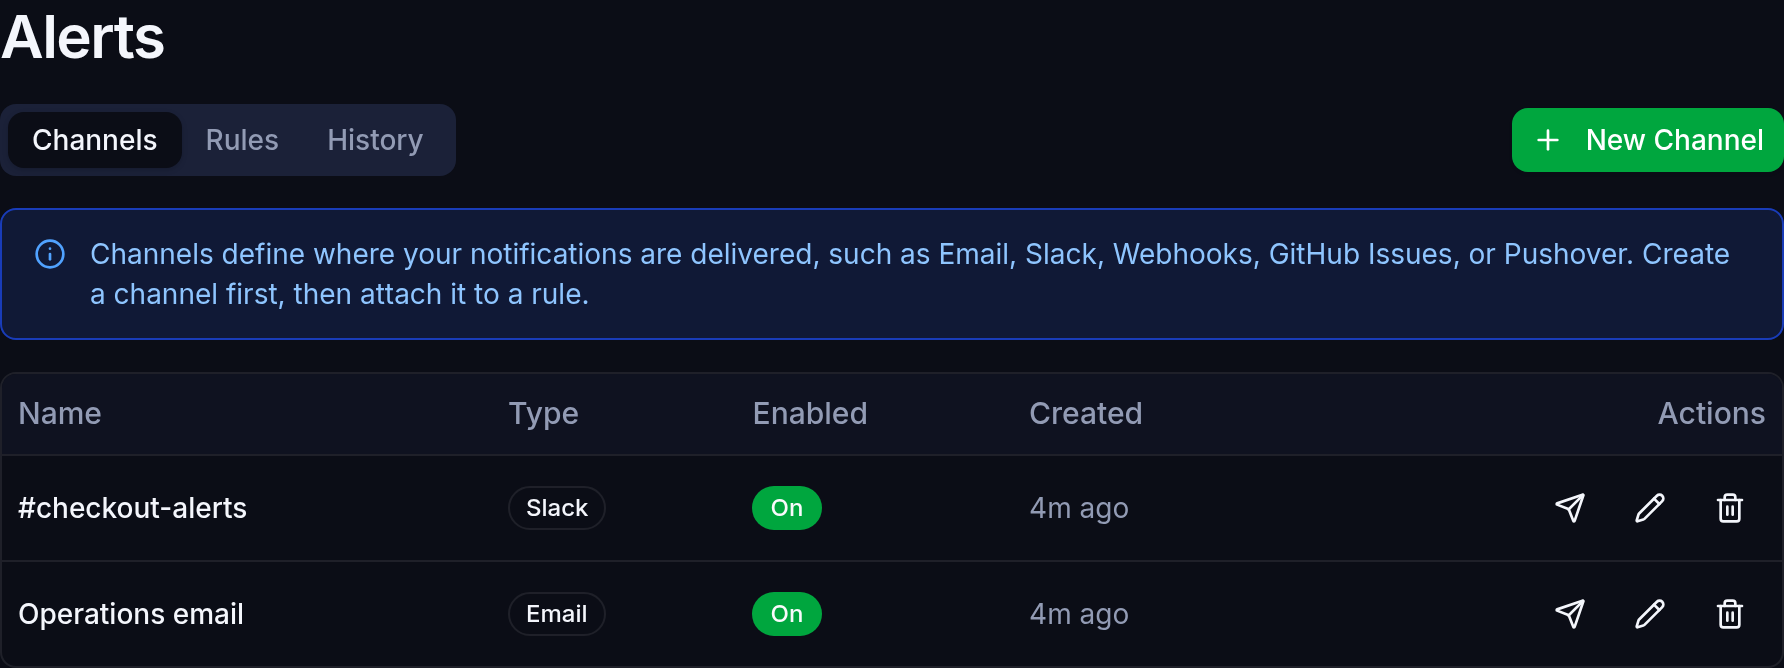 Alerts
Channels Rules History
New Channel
Channels define where your notifications are delivered, such as Email, Slack, Webhooks, GitHub Issues, or Pushover. Create
a channel first, then attach it to a rule.
Name Type Enabled Created Actions
#checkout-alerts Slack On 4m ago
Operations email Email On 4m ago